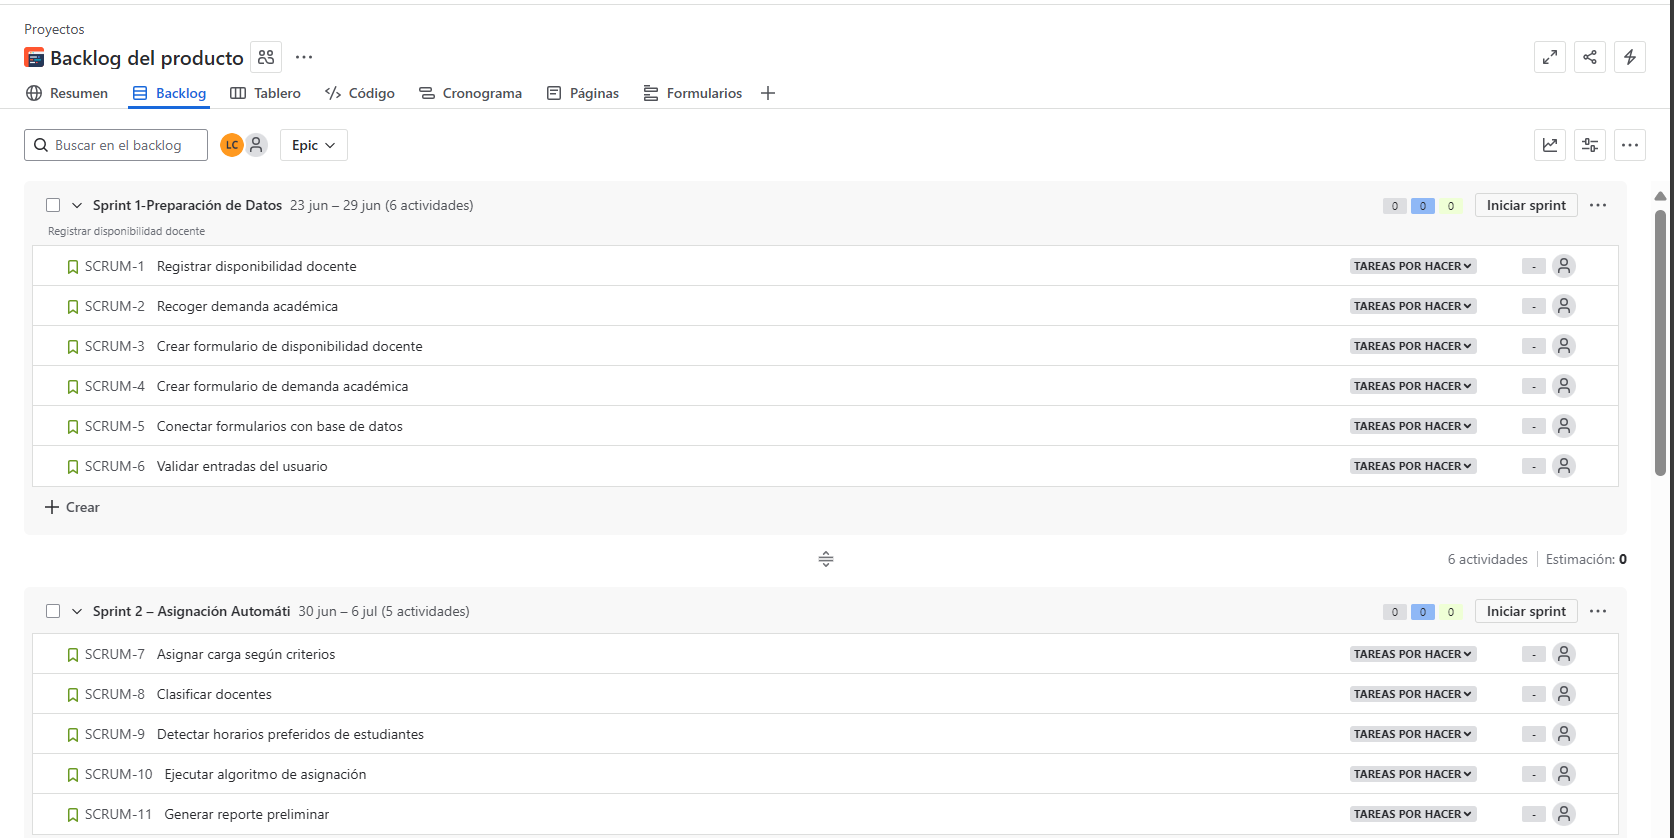 Proyectos
Backlog del producto
Resumen Backlog Tablero Código Cronograma Páginas Formularios
Buscar en el backlog LC Epic
Sprint 1-Preparación de Datos 23 jun – 29 jun (6 actividades) 0 0 0 Iniciar sprint
Registrar disponibilidad docente
SCRUM-1 Registrar disponibilidad docente TAREAS POR HACER -
SCRUM-2 Recoger demanda académica TAREAS POR HACER -
SCRUM-3 Crear formulario de disponibilidad docente TAREAS POR HACER -
SCRUM-4 Crear formulario de demanda académica TAREAS POR HACER -
SCRUM-5 Conectar formularios con base de datos TAREAS POR HACER -
SCRUM-6 Validar entradas del usuario TAREAS POR HACER -
Crear
6 actividades Estimación: 0
Sprint 2 – Asignación Automáti 30 jun – 6 jul (5 actividades) 0 0 0 Iniciar sprint
SCRUM-7 Asignar carga según criterios TAREAS POR HACER -
SCRUM-8 Clasificar docentes TAREAS POR HACER -
SCRUM-9 Detectar horarios preferidos de estudiantes TAREAS POR HACER -
SCRUM-10 Ejecutar algoritmo de asignación TAREAS POR HACER -
SCRUM-11 Generar reporte preliminar TAREAS POR HACER -